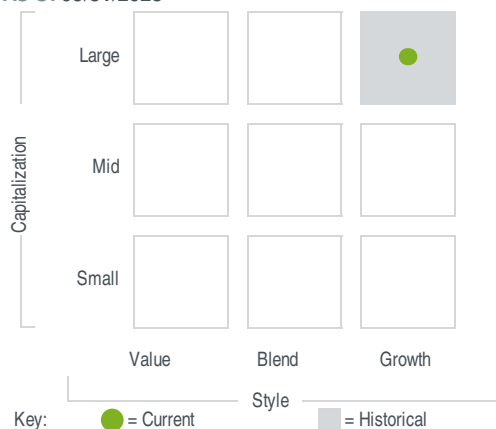 Large
Mid
Capitalization
Small
Value Blend Growth
Style
Key: = Current = Historical